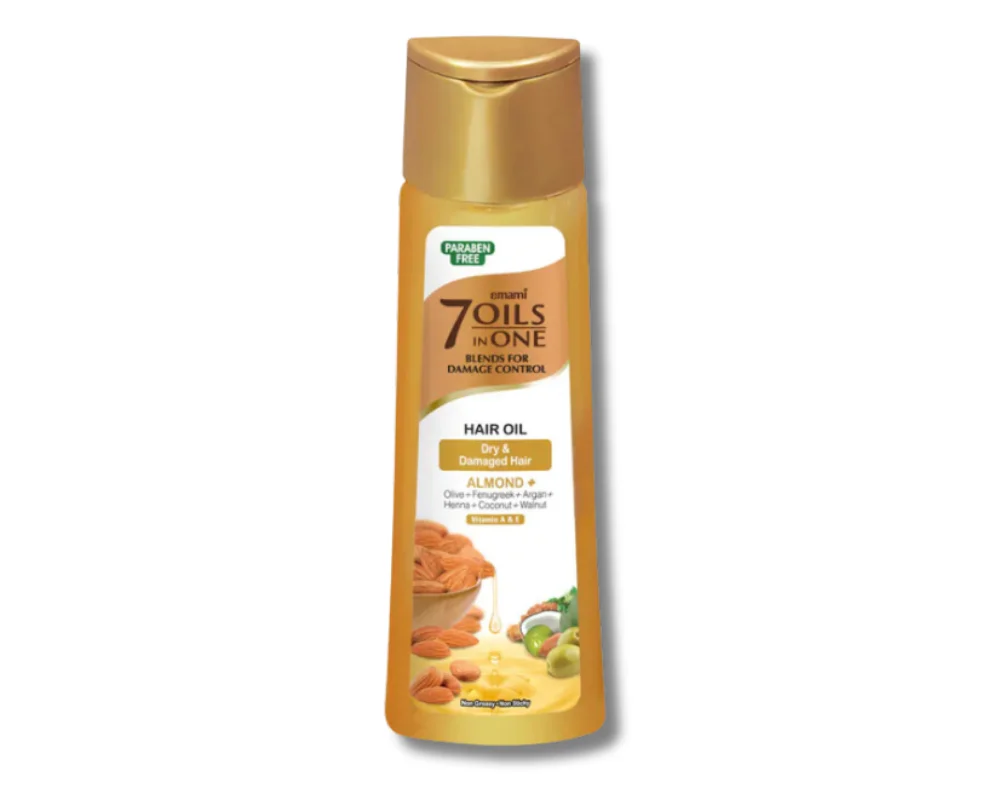 PARABEN
FREE
emami
7 OILS
IN ONE
BLENDS FOR
DAMAGE CONTROL
HAIR OIL
Dry &
Damaged Hair
ALMOND +
Olive + Fenugreek + Argan +
Henna + Coconut + Walnut
Vitamin A & E
Non Greasy • Non Sticky